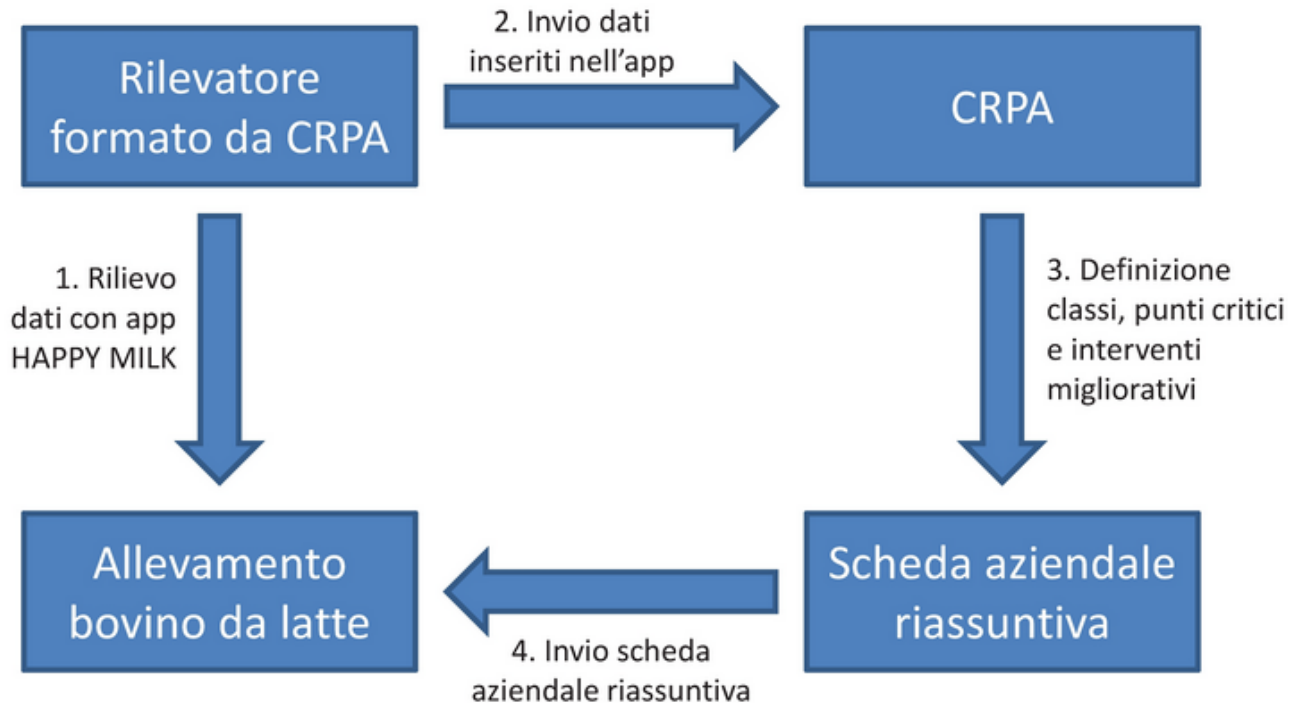 Rilevatore
formato da CRPA
2. Invio dati
inseriti nell'app
CRPA
1. Rilievo
dati con app
HAPPY MILK
3. Definizione
classi, punti critici
e interventi
migliorativi
Allevamento
bovino da latte
4. Invio scheda
aziendale riassuntiva
Scheda aziendale
riassuntiva